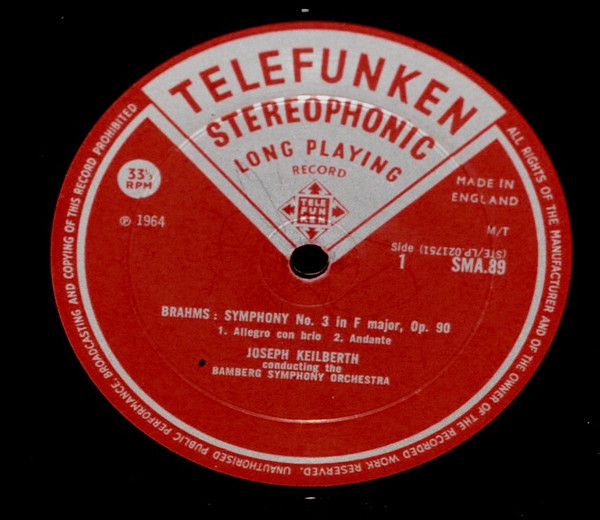 TELEFUNKEN
STEREOPHONIC
LONG PLAYING
RECORD
TELE
FUN
KEN
33⅓
RPM
℗ 1964
MADE IN
ENGLAND
M/T
Side (STE/LP.021751)
1 SMA.89
BRAHMS: SYMPHONY No. 3 in F major, Op. 90
1. Allegro con brio 2. Andante
JOSEPH KEILBERTH
conducting the
BAMBERG SYMPHONY ORCHESTRA
ALL RIGHTS OF THE MANUFACTURER AND OF THE OWNER OF THE RECORDED WORK RESERVED. UNAUTHORISED PUBLIC PERFORMANCE, BROADCASTING AND COPYING OF THIS RECORD PROHIBITED